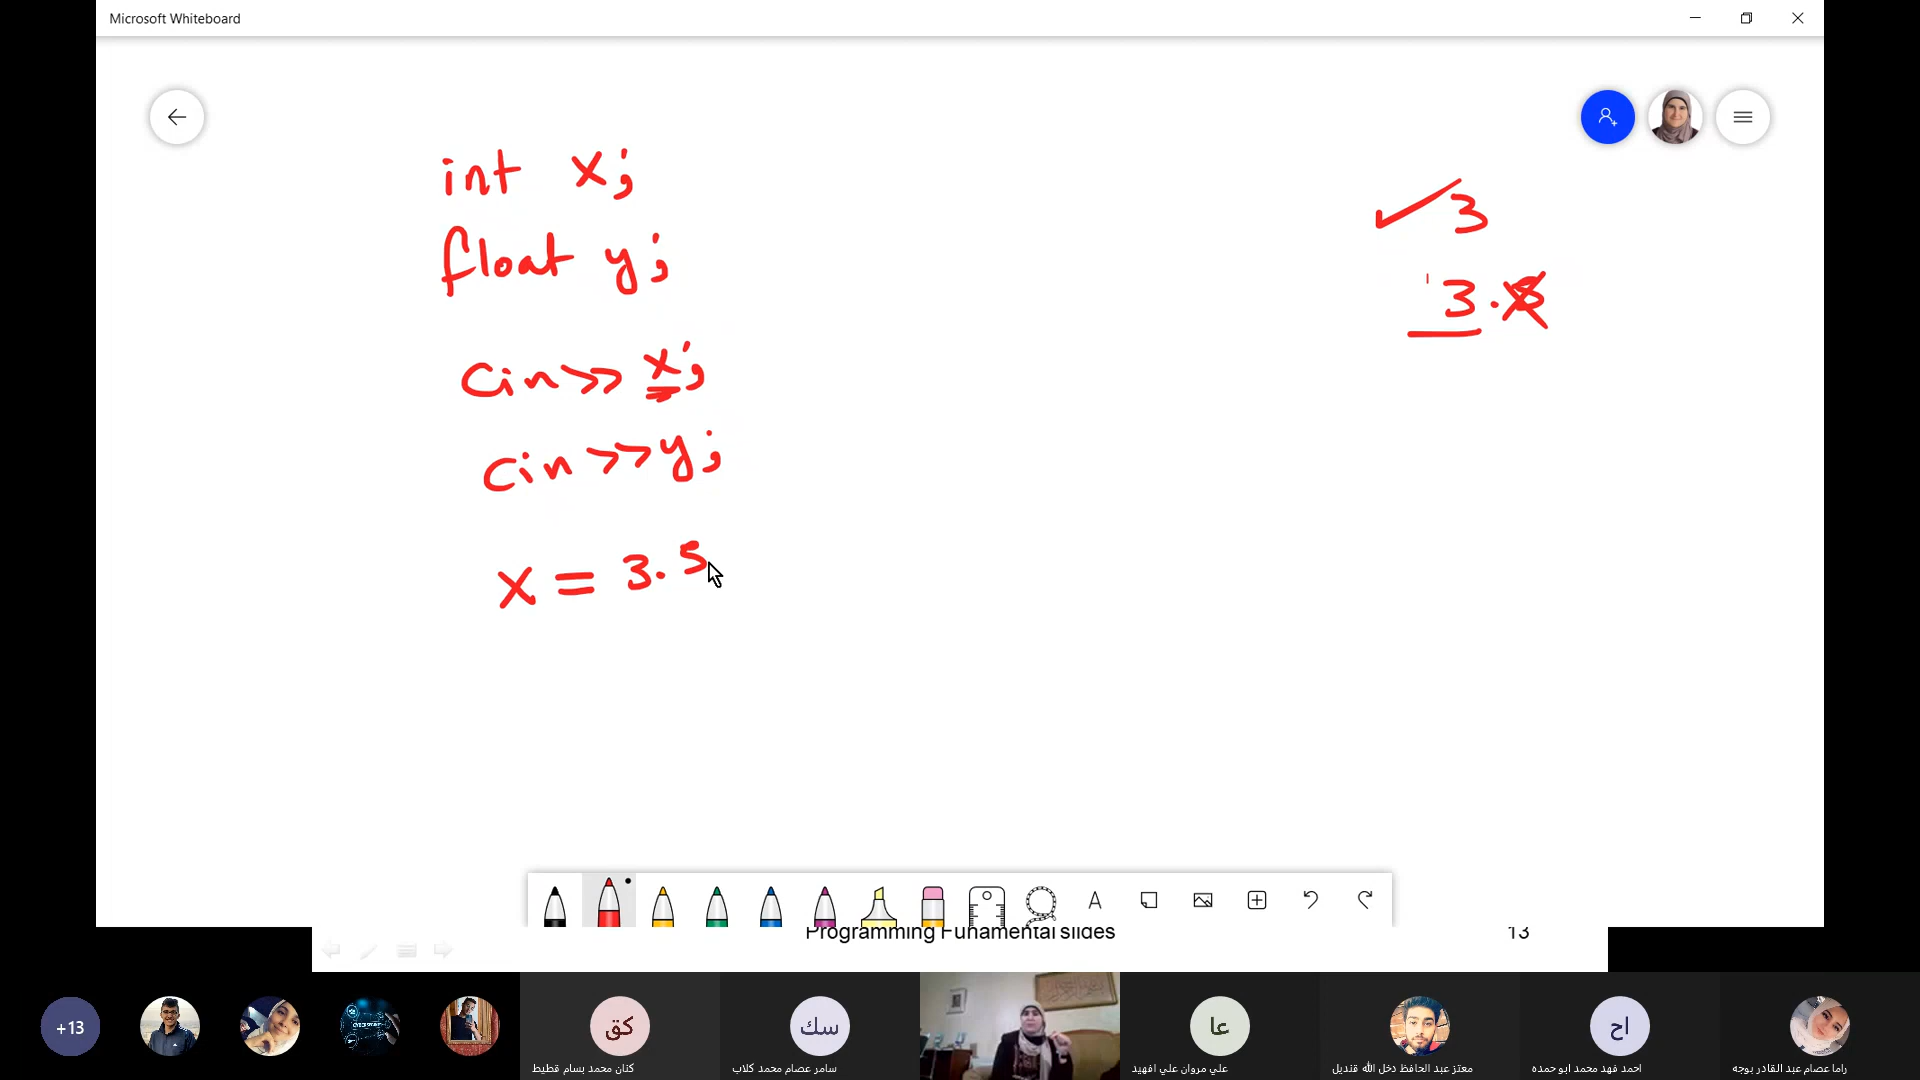 Microsoft Whiteboard
int x;
float y;
cin>> x;
cin >>y;
x = 3.5
3
3.
Programming Funamental slides
13
+13
كق
سك
عا
اح
كنان محمد بسام قطيط
سامر عصام محمد كلاب
علي مروان علي افهيد
معتز عبد الحافظ دخل الله قنديل
احمد فهد محمد ابو حمده
راما عصام عبد القادر بوجه